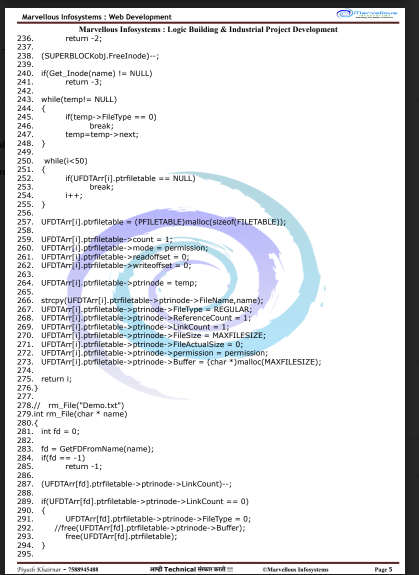 Marvellous Infosystems : Web Development
Marvellous Infosystems : Logic Building & Industrial Project Development
236. return -2;
237.
238. (SUPERBLOCKobj.FreeInode)--;
239.
240. if(Get_Inode(name) != NULL)
241. return -3;
242.
243. while(temp!= NULL)
244. {
245. if(temp->FileType == 0)
246. break;
247. temp=temp->next;
248. }
249.
250. while(i<50)
251. {
252. if(UFDTArr[i].ptrfiletable == NULL)
253. break;
254. i++;
255. }
256.
257. UFDTArr[i].ptrfiletable = (PFILETABLE)malloc(sizeof(FILETABLE));
258.
259. UFDTArr[i].ptrfiletable->count = 1;
260. UFDTArr[i].ptrfiletable->mode = permission;
261. UFDTArr[i].ptrfiletable->readoffset = 0;
262. UFDTArr[i].ptrfiletable->writeoffset = 0;
263.
264. UFDTArr[i].ptrfiletable->ptrinode = temp;
265.
266. strcpy(UFDTArr[i].ptrfiletable->ptrinode->FileName,name);
267. UFDTArr[i].ptrfiletable->ptrinode->FileType = REGULAR;
268. UFDTArr[i].ptrfiletable->ptrinode->ReferenceCount = 1;
269. UFDTArr[i].ptrfiletable->ptrinode->LinkCount = 1;
270. UFDTArr[i].ptrfiletable->ptrinode->FileSize = MAXFILESIZE;
271. UFDTArr[i].ptrfiletable->ptrinode->FileActualSize = 0;
272. UFDTArr[i].ptrfiletable->ptrinode->permission = permission;
273. UFDTArr[i].ptrfiletable->ptrinode->Buffer = (char *)malloc(MAXFILESIZE);
274.
275. return i;
276.}
277.
278.// rm_File("Demo.txt")
279.int rm_File(char * name)
280.{
281. int fd = 0;
282.
283. fd = GetFDFromName(name);
284. if(fd == -1)
285. return -1;
286.
287. (UFDTArr[fd].ptrfiletable->ptrinode->LinkCount)--;
288.
289. if(UFDTArr[fd].ptrfiletable->ptrinode->LinkCount == 0)
290. {
291. UFDTArr[fd].ptrfiletable->ptrinode->FileType = 0;
292. //free(UFDTArr[fd].ptrfiletable->ptrinode->Buffer);
293. free(UFDTArr[fd].ptrfiletable);
294. }
295.
Piyush Khairnar - 7588945488 आम्ही Technical संस्कार करतो !!! ©Marvellous Infosystems Page 5